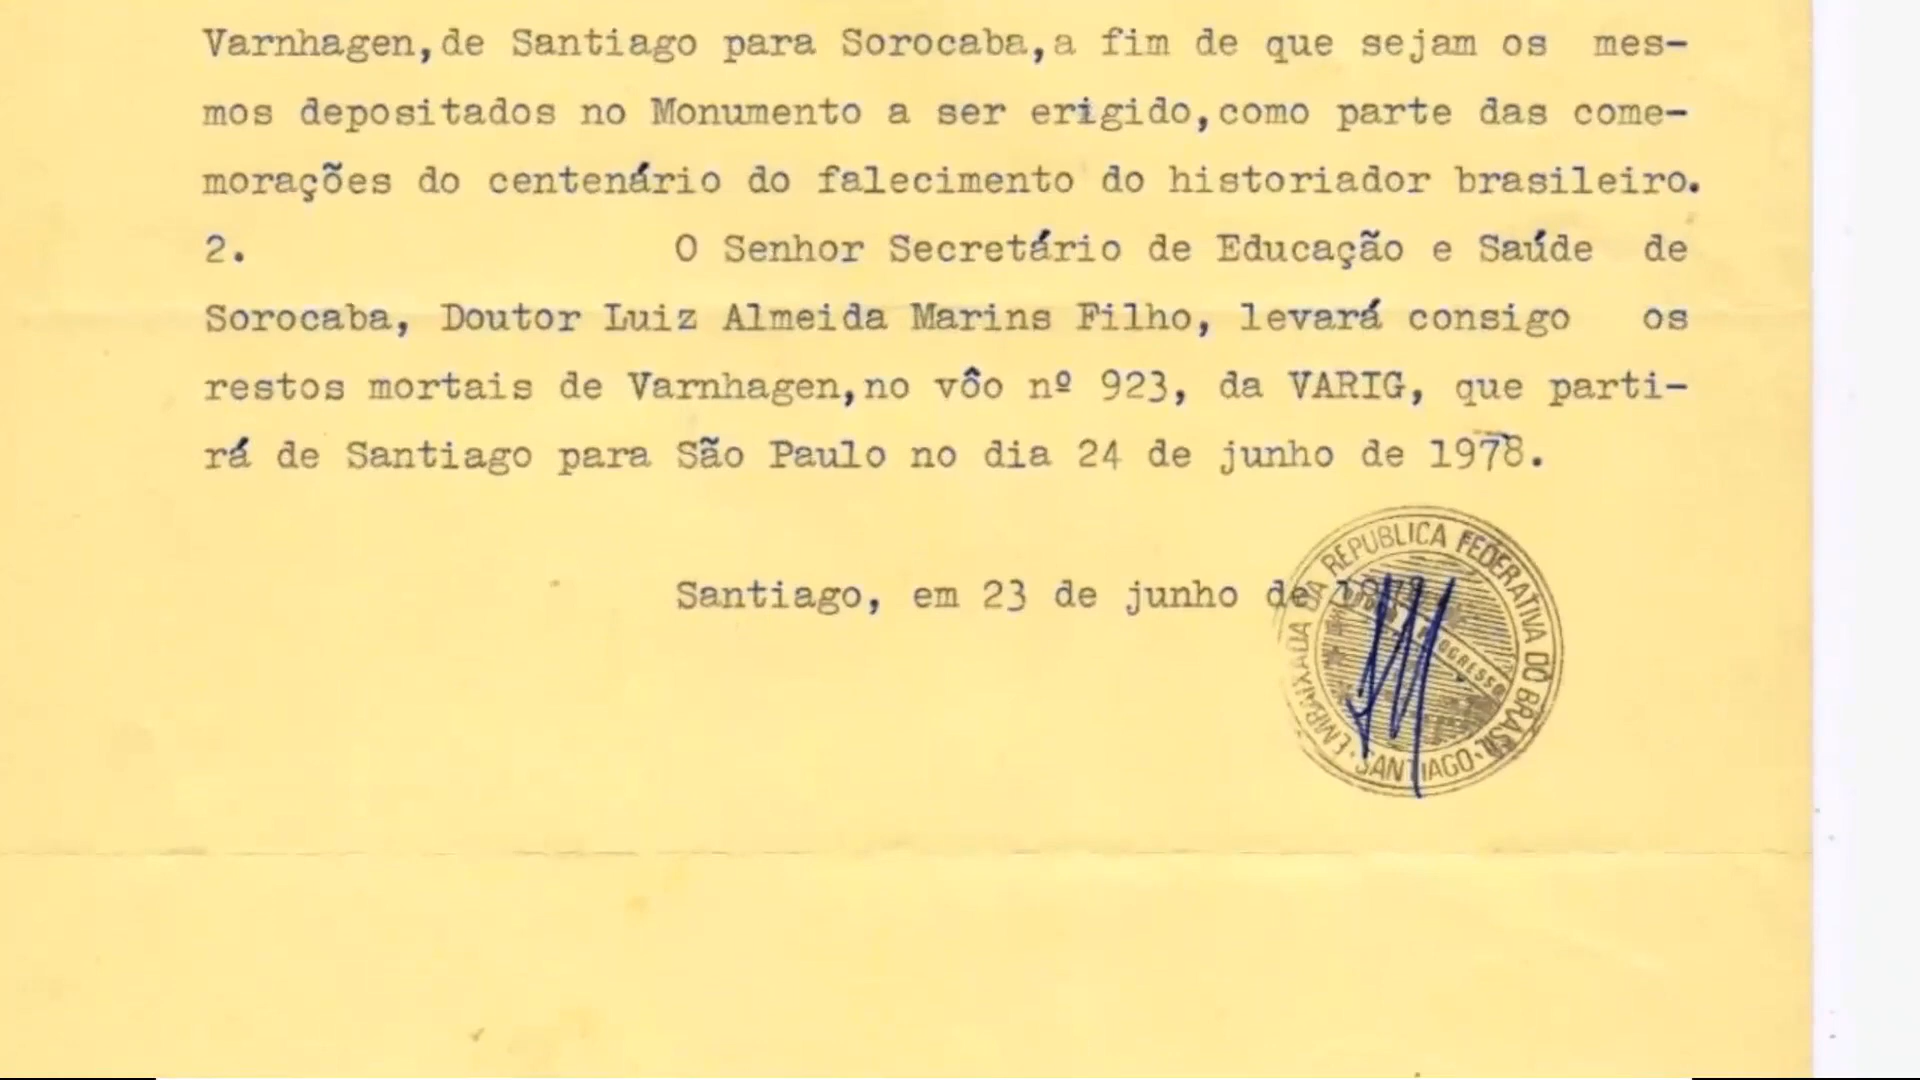 Varnhagen, de Santiago para Sorocaba, a fim de que sejam os mes-
mos depositados no Monumento a ser erigido, como parte das come-
morações do centenário do falecimento do historiador brasileiro.
2. O Senhor Secretário de Educação e Saúde de
Sorocaba, Doutor Luiz Almeida Marins Filho, levará consigo os
restos mortais de Varnhagen, no vôo nº 923, da VARIG, que parti-
rá de Santiago para São Paulo no dia 24 de junho de 1978.
Santiago, em 23 de junho de 1978
EMBAIXADA DA REPUBLICA FEDERATIVA DO BRASIL
SANTIAGO
PROGRESSO